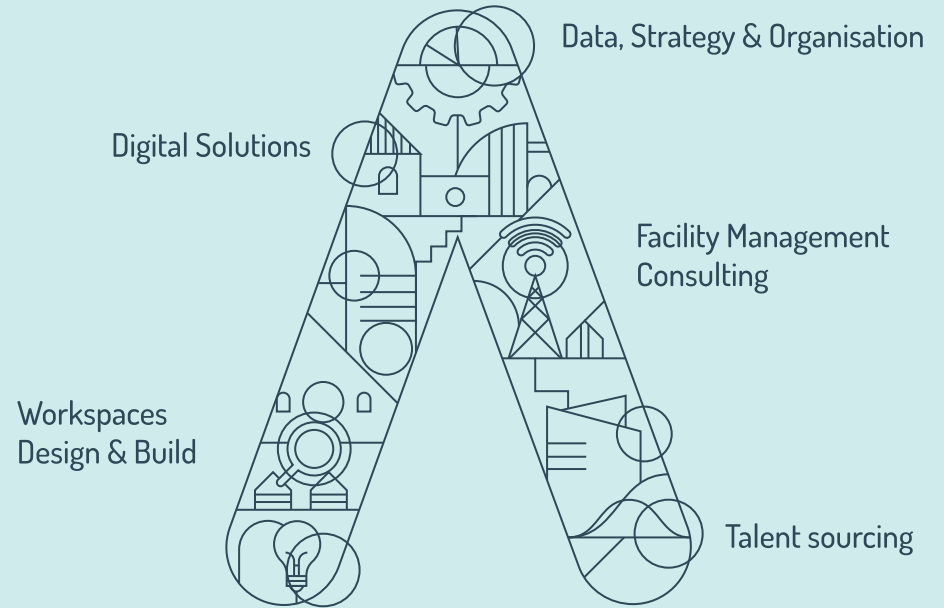 Data, Strategy & Organisation
Digital Solutions
Facility Management
Consulting
Workspaces
Design & Build
Talent sourcing